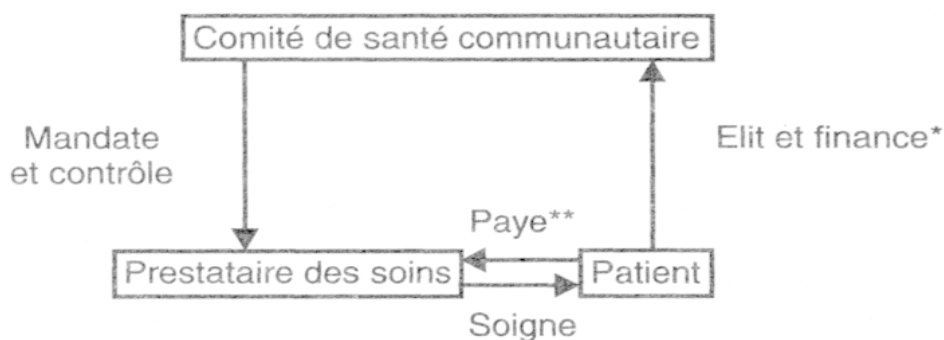 Comité de santé communautaire
Mandate
et contrôle
Elit et finance*
Paye**
Prestataire des soins
Patient
Soigne